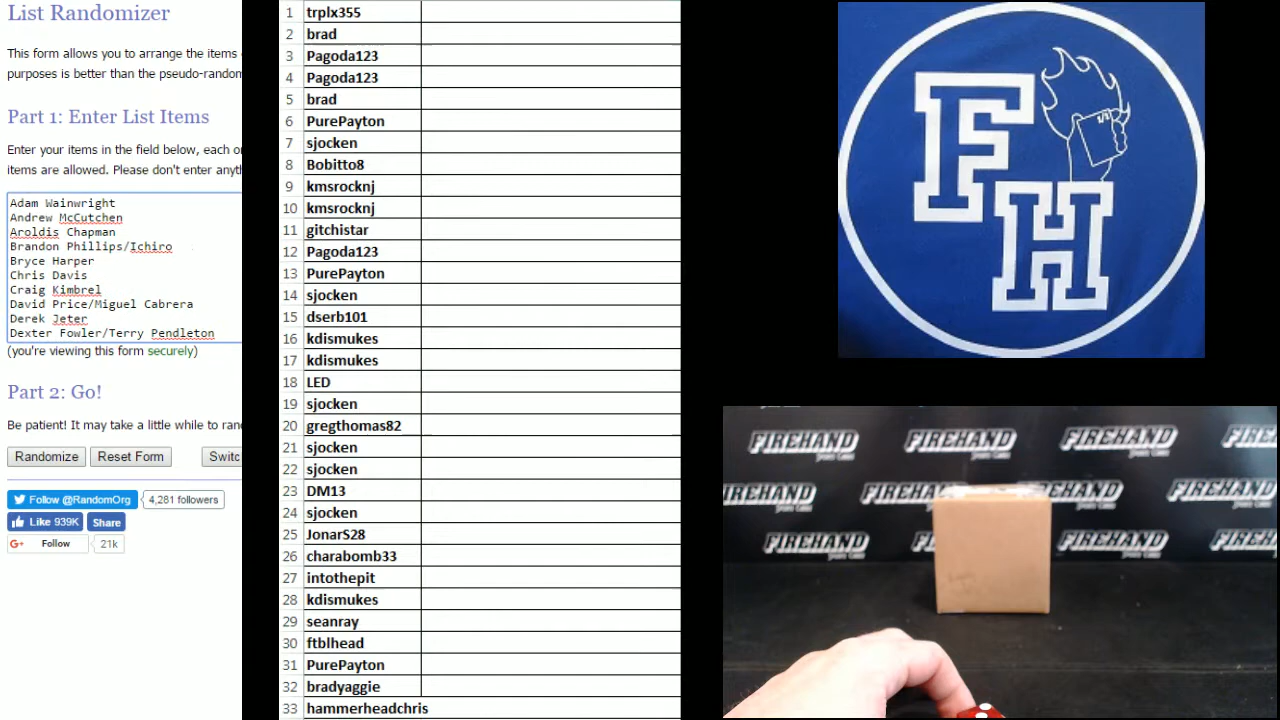 List Randomizer
This form allows you to arrange the items
purposes is better than the pseudo-random
Part 1: Enter List Items
Enter your items in the field below, each
items are allowed. Please don't enter
Adam Wainwright
Andrew McCutchen
Aroldis Chapman
Brandon Phillips/Ichiro
Bryce Harper
Chris Davis
Craig Kimbrel
David Price/Miguel Cabrera
Derek Jeter
Dexter Fowler/Terry Pendleton
(you're viewing this form securely)
Part 2: Go!
Be patient! It may take a little while to
Randomize Reset Form Switc
Follow @RandomOrg 4,281 followers
Like 939K Share
G+ Follow 21k
1 trplx355
2 brad
3 Pagoda123
4 Pagoda123
5 brad
6 PurePayton
7 sjocken
8 Bobitto8
9 kmsrocknj
10 kmsrocknj
11 gitchistar
12 Pagoda123
13 PurePayton
14 sjocken
15 dserb101
16 kdismukes
17 kdismukes
18 LED
19 sjocken
20 gregthomas82
21 sjocken
22 sjocken
23 DM13
24 sjocken
25 JonarS28
26 charabomb33
27 intothepit
28 kdismukes
29 seanray
30 ftblhead
31 PurePayton
32 bradyaggie
33 hammerheadchris
FH
1/1
FIREHAND FIREHAND FIREHAND
FIREHAND FIREHAND
FIREHAND FIREHAND